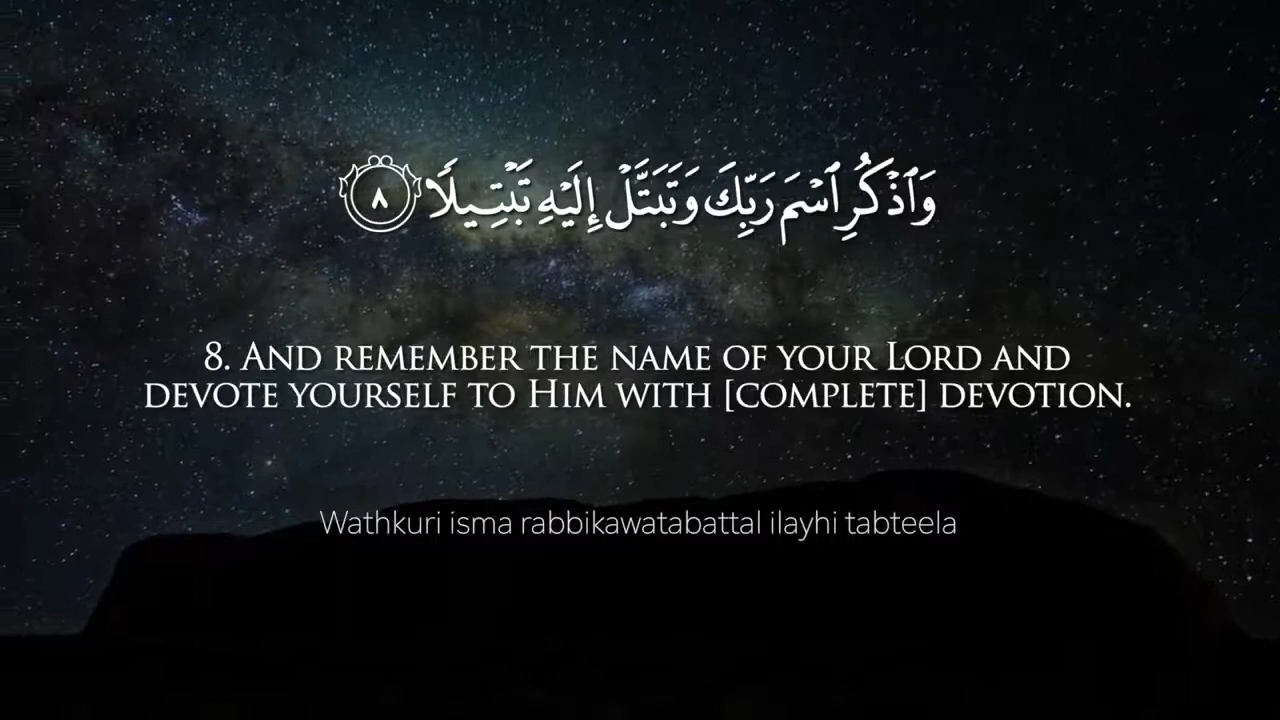 وَٱذۡكُرِ ٱسۡمَ رَبِّكَ وَتَبَتَّلۡ إِلَيۡهِ تَبۡتِيلٗا ٨
8. And remember the name of your Lord and
devote yourself to Him with [complete] devotion.
Wathkuri isma rabbikawatabattal ilayhi tabteela